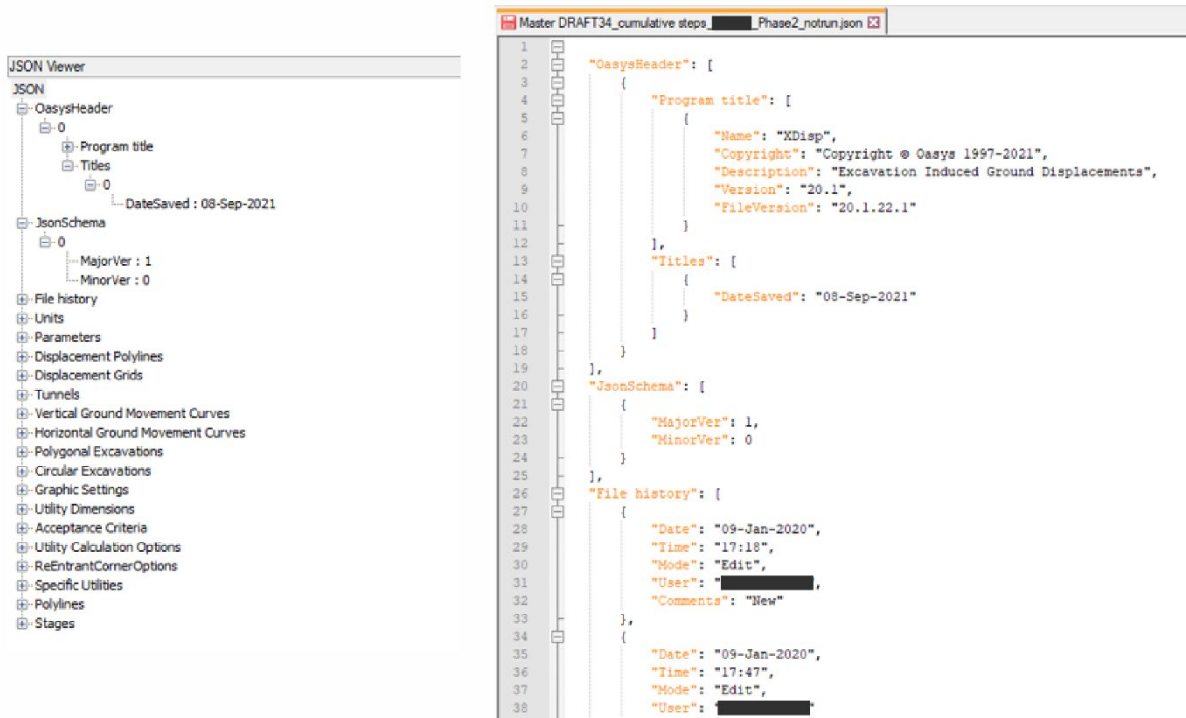 JSON Viewer
JSON
OasysHeader
0
Program title
Titles
0
DateSaved : 08-Sep-2021
JsonSchema
0
MajorVer : 1
MinorVer : 0
File history
Units
Parameters
Displacement Polylines
Displacement Grids
Tunnels
Vertical Ground Movement Curves
Horizontal Ground Movement Curves
Polygonal Excavations
Circular Excavations
Graphic Settings
Utility Dimensions
Acceptance Criteria
Utility Calculation Options
ReEntrantCornerOptions
Specific Utilities
Polylines
Stages
Master DRAFT34_cumulative steps_ _Phase2_notrun.json
1
2 "OasysHeader": [
3 {
4 "Program title": [
5 {
6 "Name": "XDisp",
7 "Copyright": "Copyright © Oasys 1997-2021",
8 "Description": "Excavation Induced Ground Displacements",
9 "Version": "20.1",
10 "FileVersion": "20.1.22.1"
11 }
12 ],
13 "Titles": [
14 {
15 "DateSaved": "08-Sep-2021"
16 }
17 ]
18 }
19 ],
20 "JsonSchema": [
21 {
22 "MajorVer": 1,
23 "MinorVer": 0
24 }
25 ],
26 "File history": [
27 {
28 "Date": "09-Jan-2020",
29 "Time": "17:18",
30 "Mode": "Edit",
31 "User": " ,
32 "Comments": "New"
33 },
34 {
35 "Date": "09-Jan-2020",
36 "Time": "17:47",
37 "Mode": "Edit",
38 "User": " "